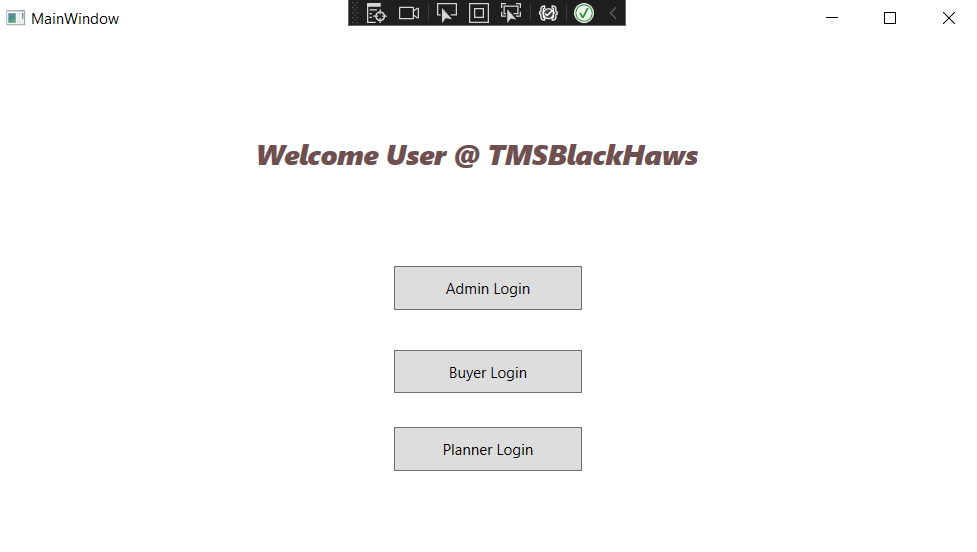 MainWindow
Welcome User @ TMSBlackHaws
Admin Login
Buyer Login
Planner Login